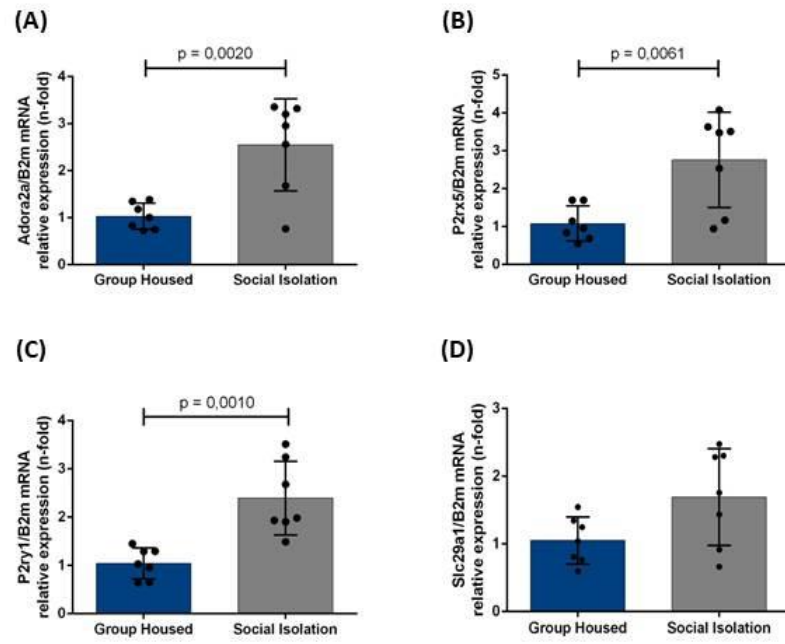 (A)
p = 0,0020
Adora2a/B2m mRNA
relative expression (n-fold)
4
3
2
1
0
Group Housed
Social Isolation
(B)
p = 0,0061
P2rx5/B2m mRNA
relative expression (n-fold)
5
4
3
2
1
0
Group Housed
Social Isolation
(C)
p = 0,0010
P2ry1/B2m mRNA
relative expression (n-fold)
4
3
2
1
0
Group Housed
Social Isolation
(D)
Slc29a1/B2m mRNA
relative expression (n-fold)
3
2
1
0
Group Housed
Social Isolation